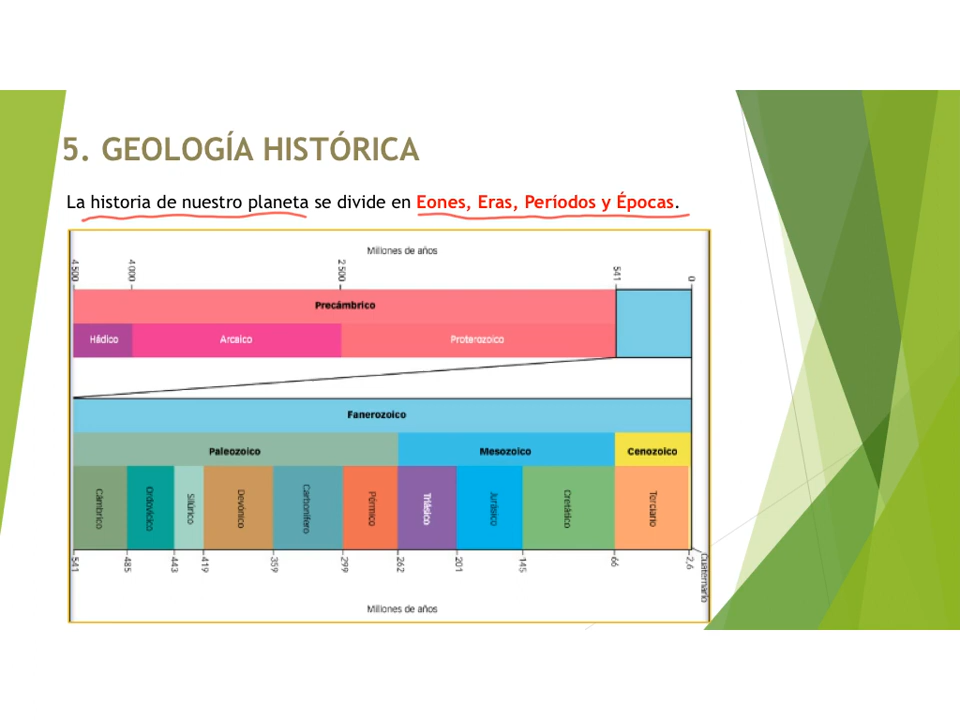 5. GEOLOGÍA HISTÓRICA
La historia de nuestro planeta se divide en Eones, Eras, Períodos y Épocas.
Millones de años
4 500 4 000 2 500 541 0
Precámbrico
Hádico Arcaico Proterozoico
Fanerozoico
Paleozoico Mesozoico Cenozoico
Cámbrico Ordovícico Silúrico Devónico Carbonífero Pérmico Triásico Jurásico Cretásico Terciario
541 485 443 419 359 299 262 201 145 66 2,6 Cuaternario
Millones de años